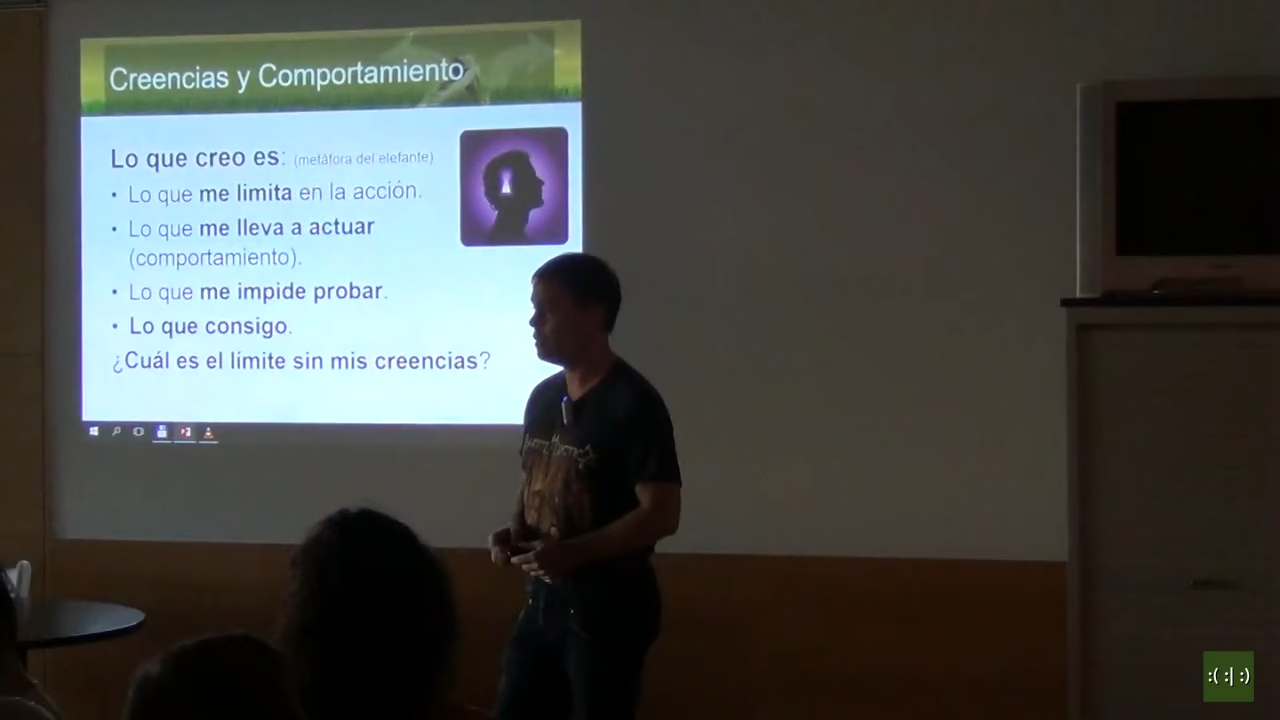 Creencias y Comportamiento
Lo que creo es: (metáfora del elefante)
• Lo que me limita en la acción.
• Lo que me lleva a actuar
(comportamiento).
• Lo que me impide probar.
• Lo que consigo.
¿Cuál es el límite sin mis creencias?
:( :| :)